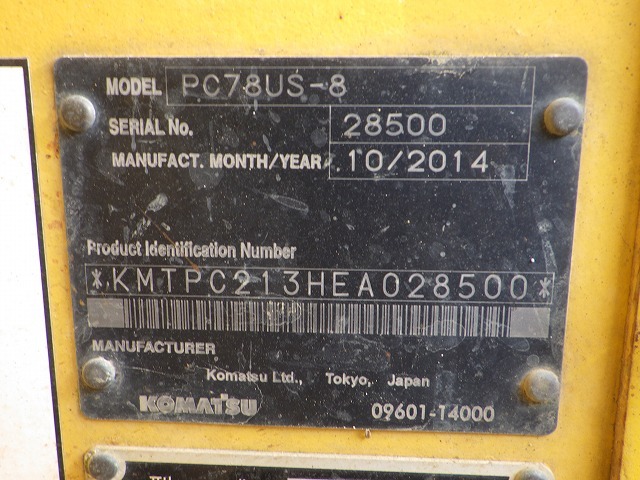 MODEL PC78US-8
SERIAL No. 28500
MANUFACT. MONTH/YEAR 10/2014
Product Identification Number
*KMTPC213HEA028500*
MANUFACTURER
Komatsu Ltd., Tokyo, Japan
KOMATSU 09601-14000